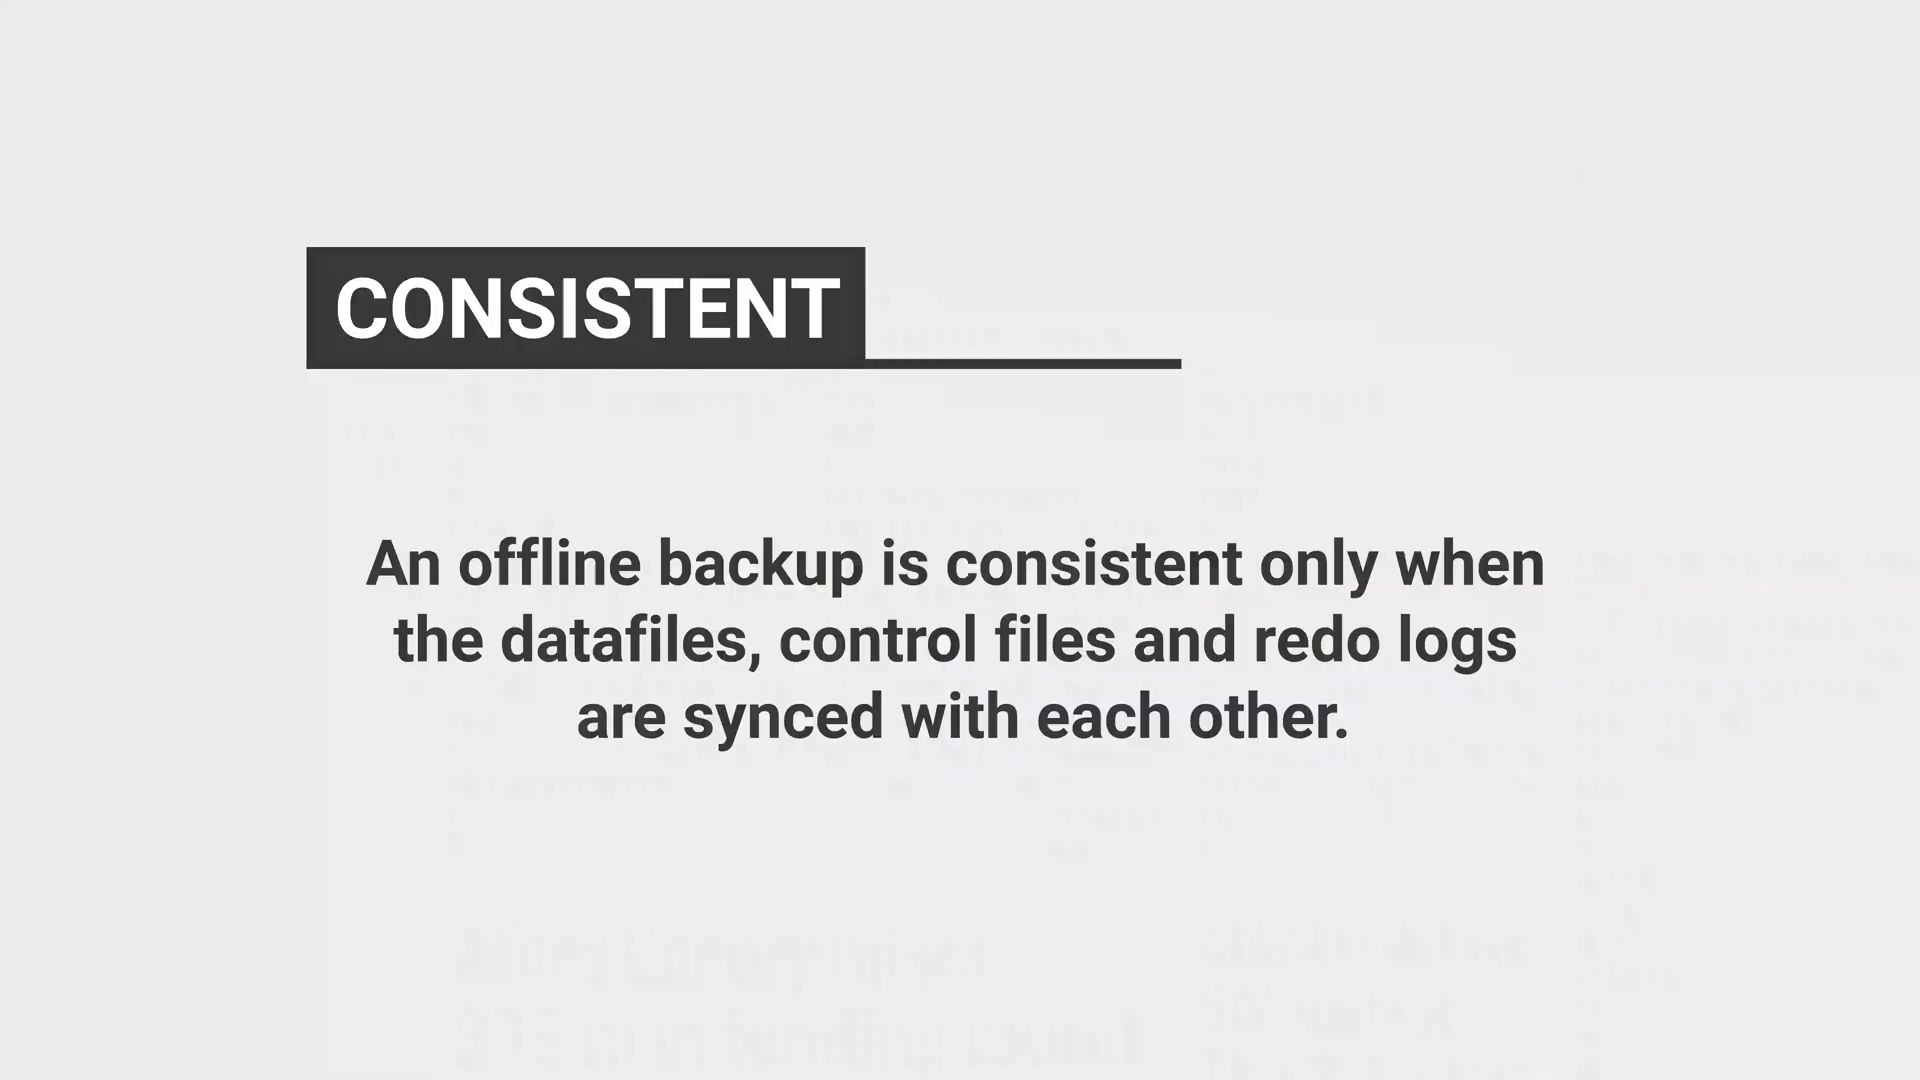 CONSISTENT
An offline backup is consistent only when
the datafiles, control files and redo logs
are synced with each other.